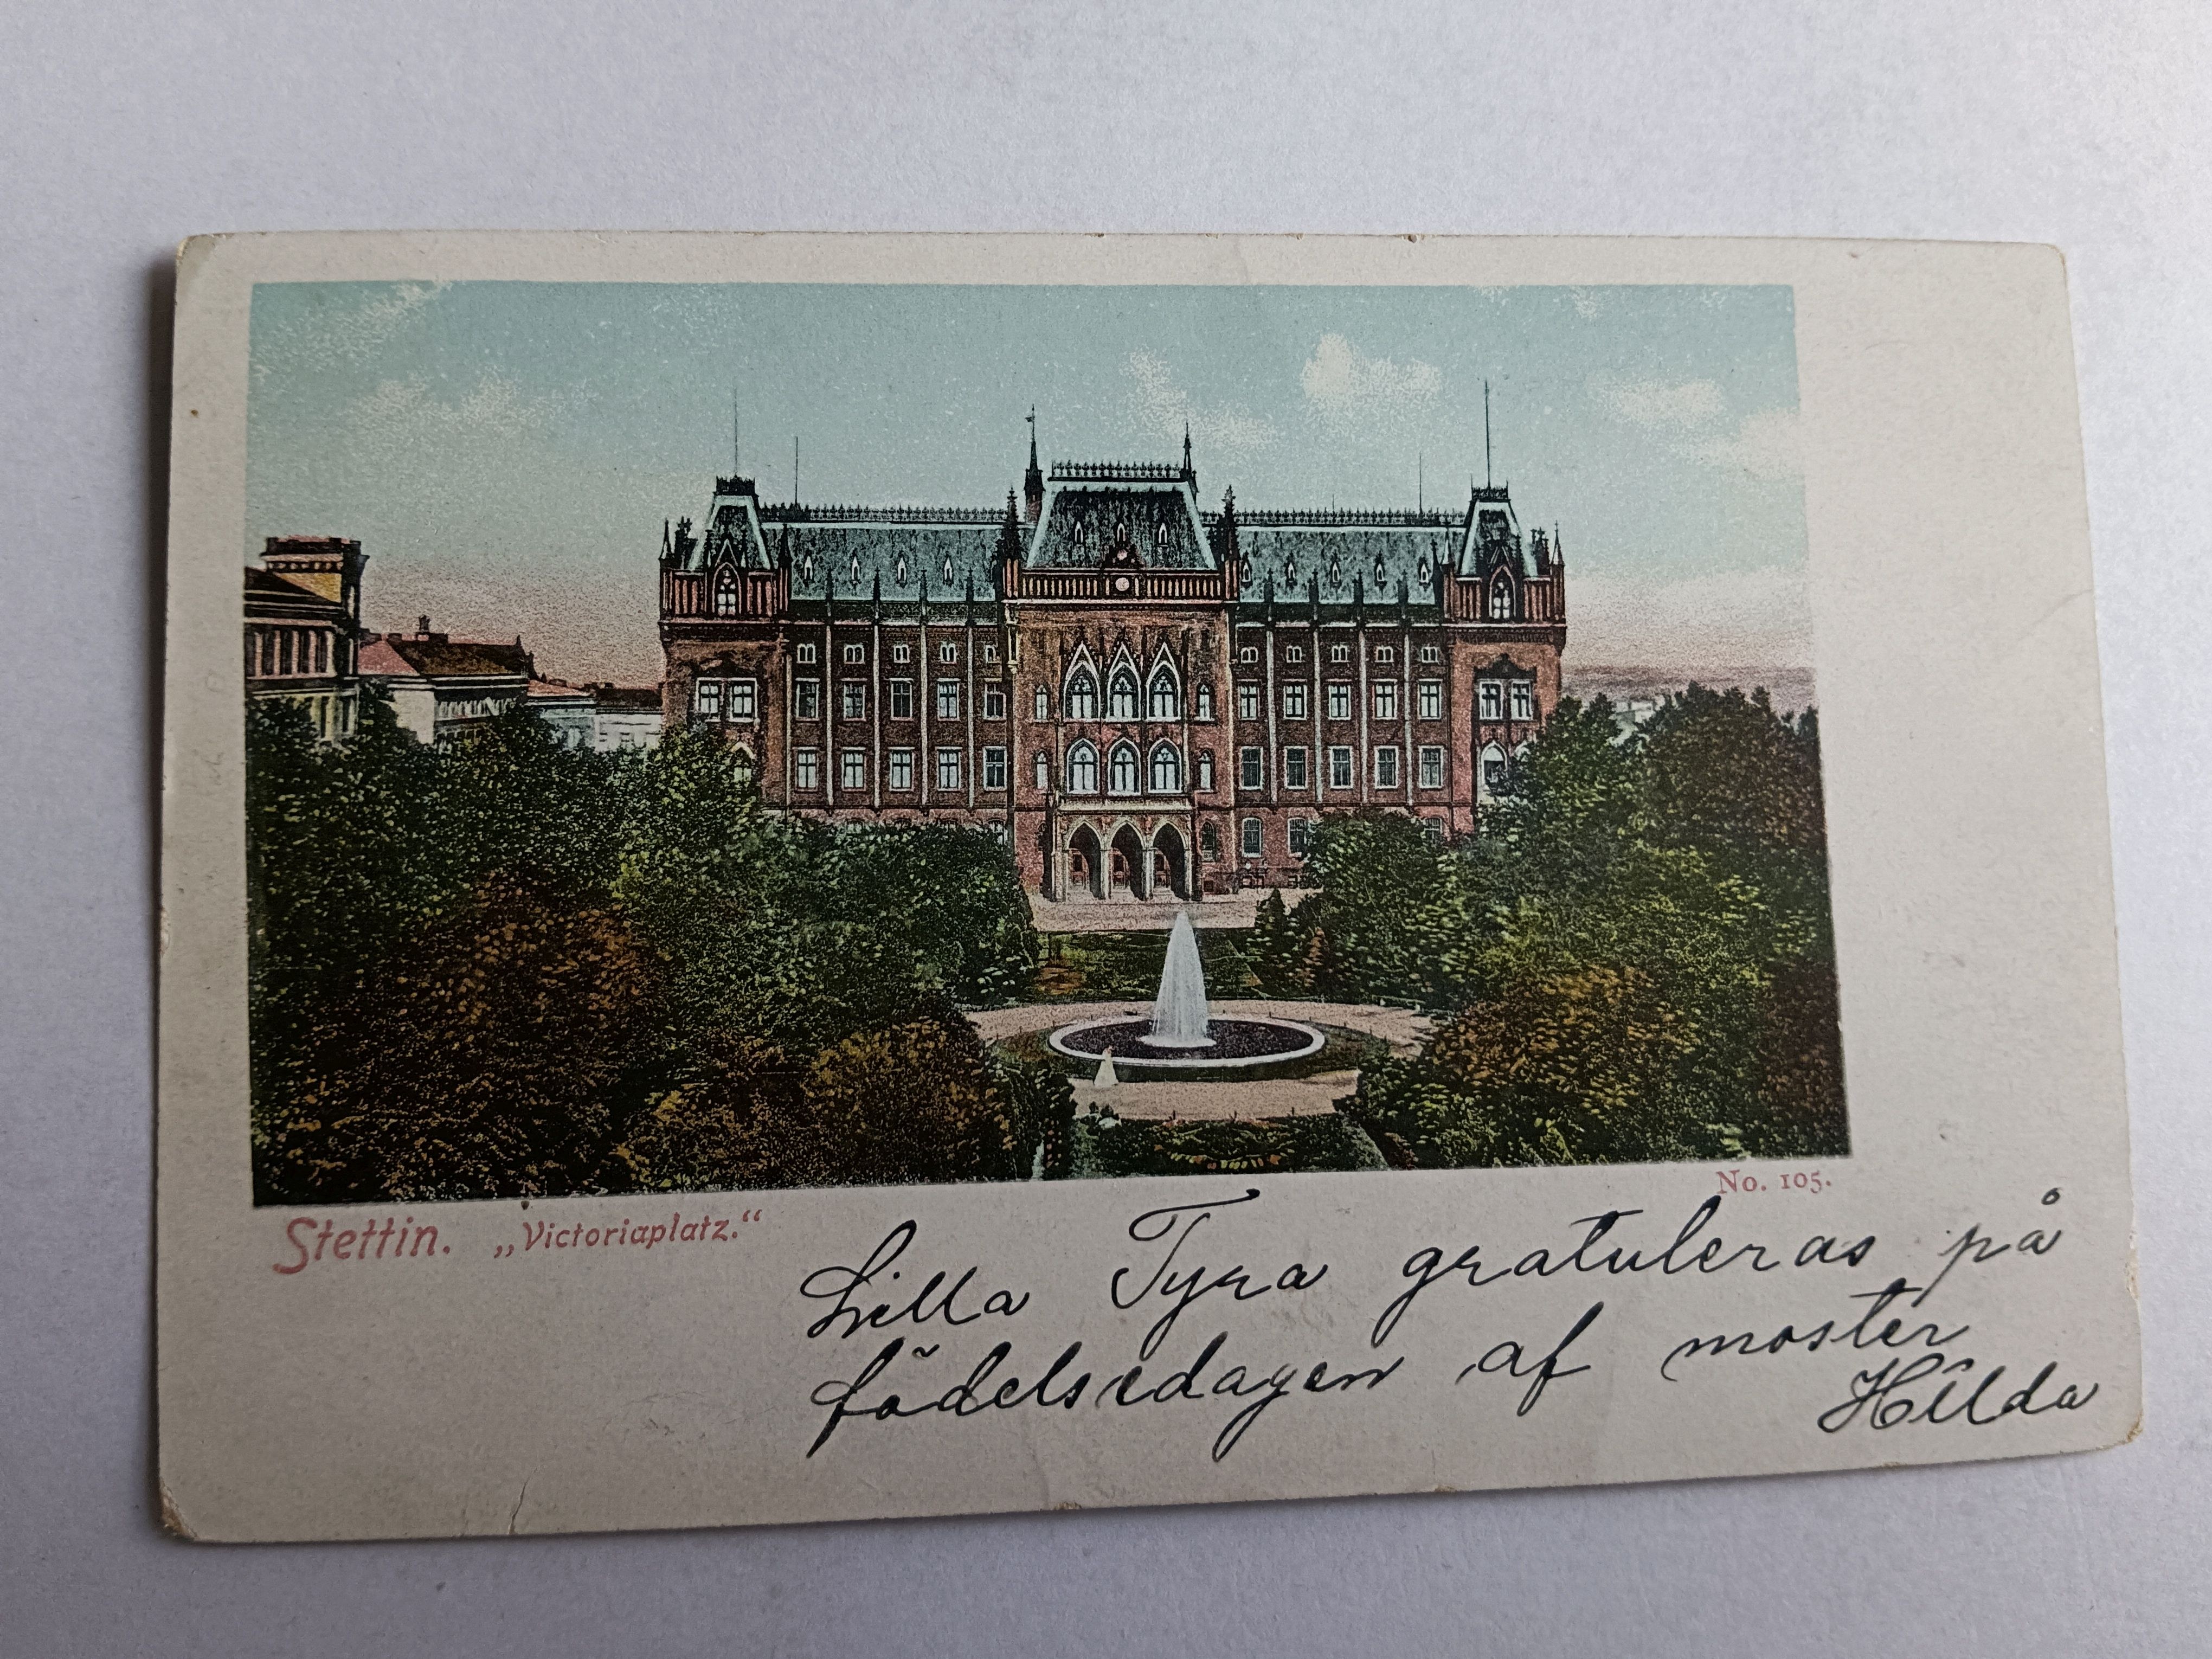 No. 105.
Stettin. „Victoriaplatz.“
Lilla Tyra gratuleras på
födelsedagen af moster
Hilda